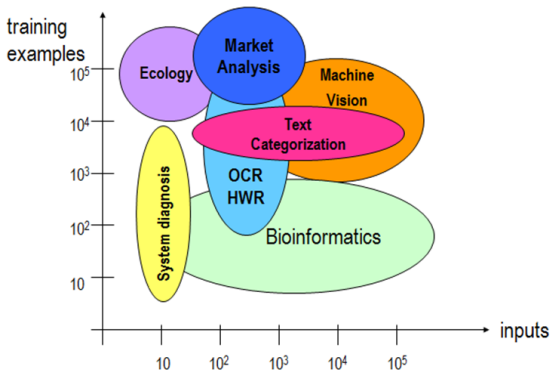 training
examples
Market
Analysis
Ecology
Machine
Vision
10⁵
10⁴
Text
Categorization
10³
OCR
HWR
System diagnosis
10²
Bioinformatics
10
inputs
10
10²
10³
10⁴
10⁵